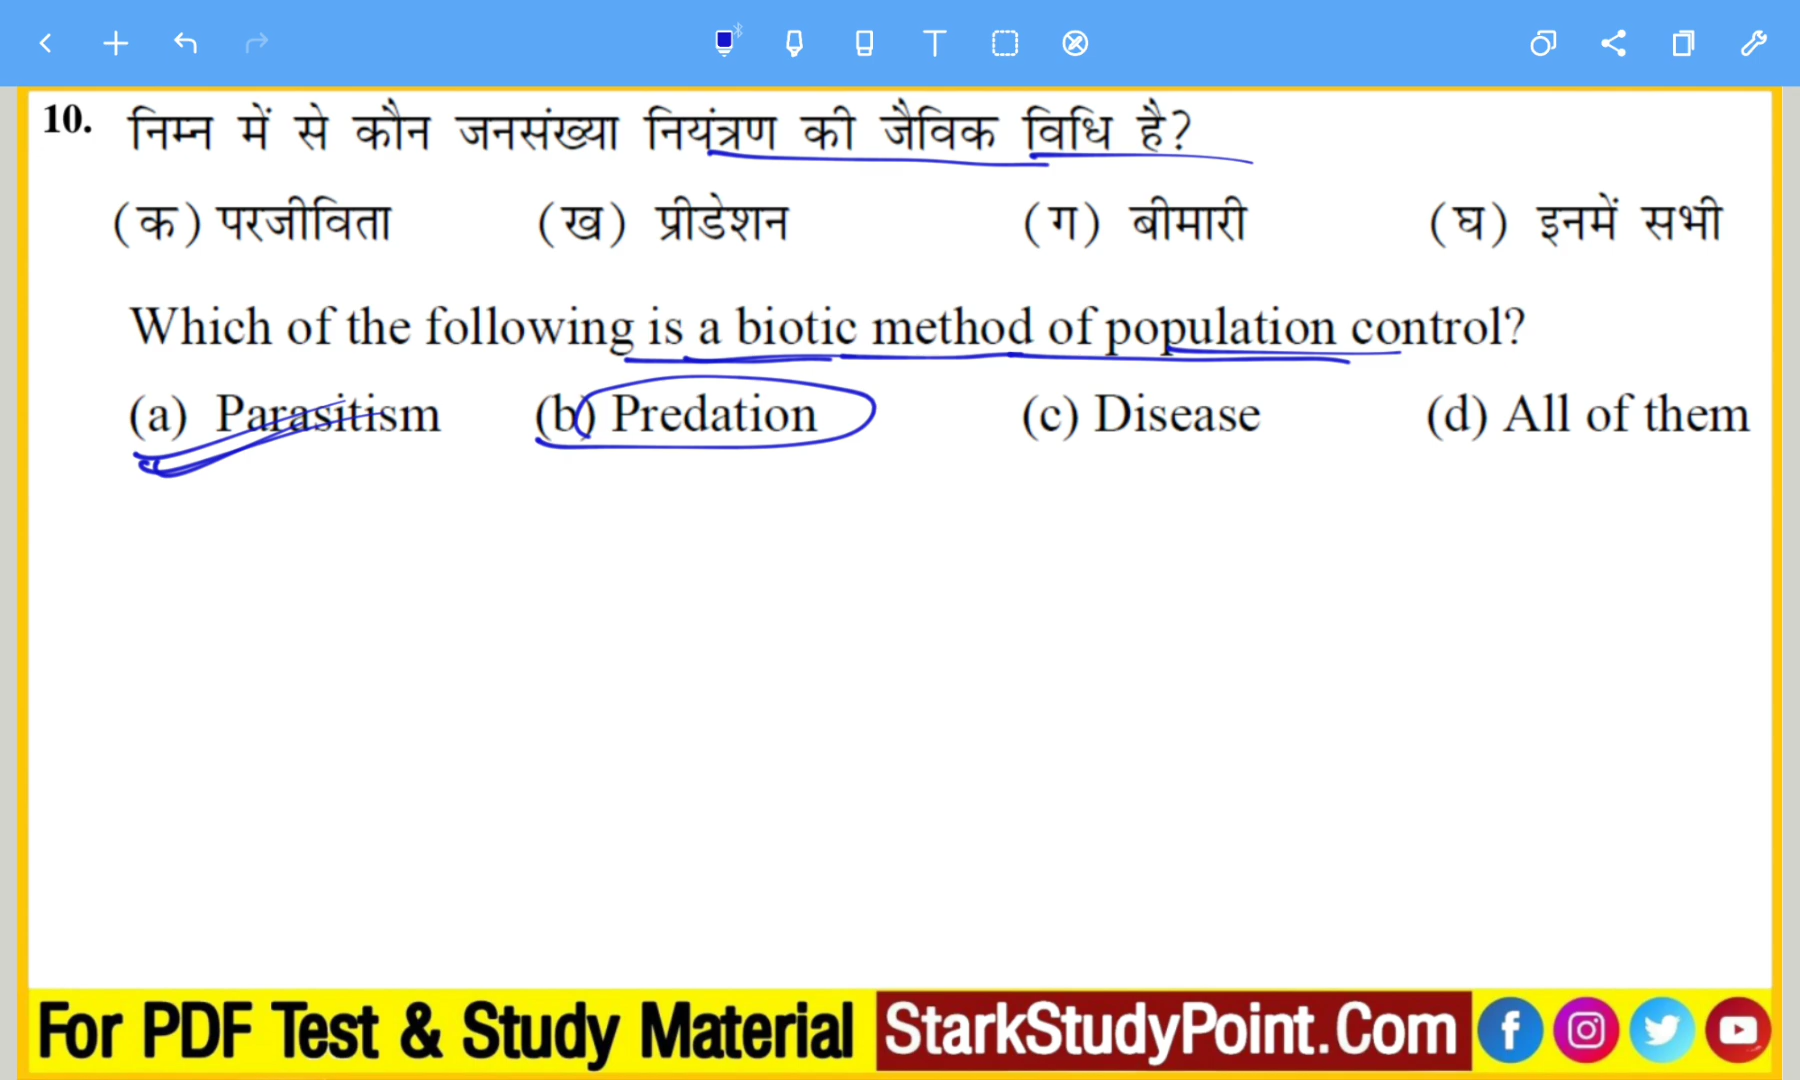 10. निम्न में से कौन जनसंख्या नियंत्रण की जैविक विधि है?
(क) परजीविता (ख) प्रीडेशन (ग) बीमारी (घ) इनमें सभी
Which of the following is a biotic method of population control?
(a) Parasitism (b) Predation (c) Disease (d) All of them
For PDF Test & Study Material StarkStudyPoint.Com